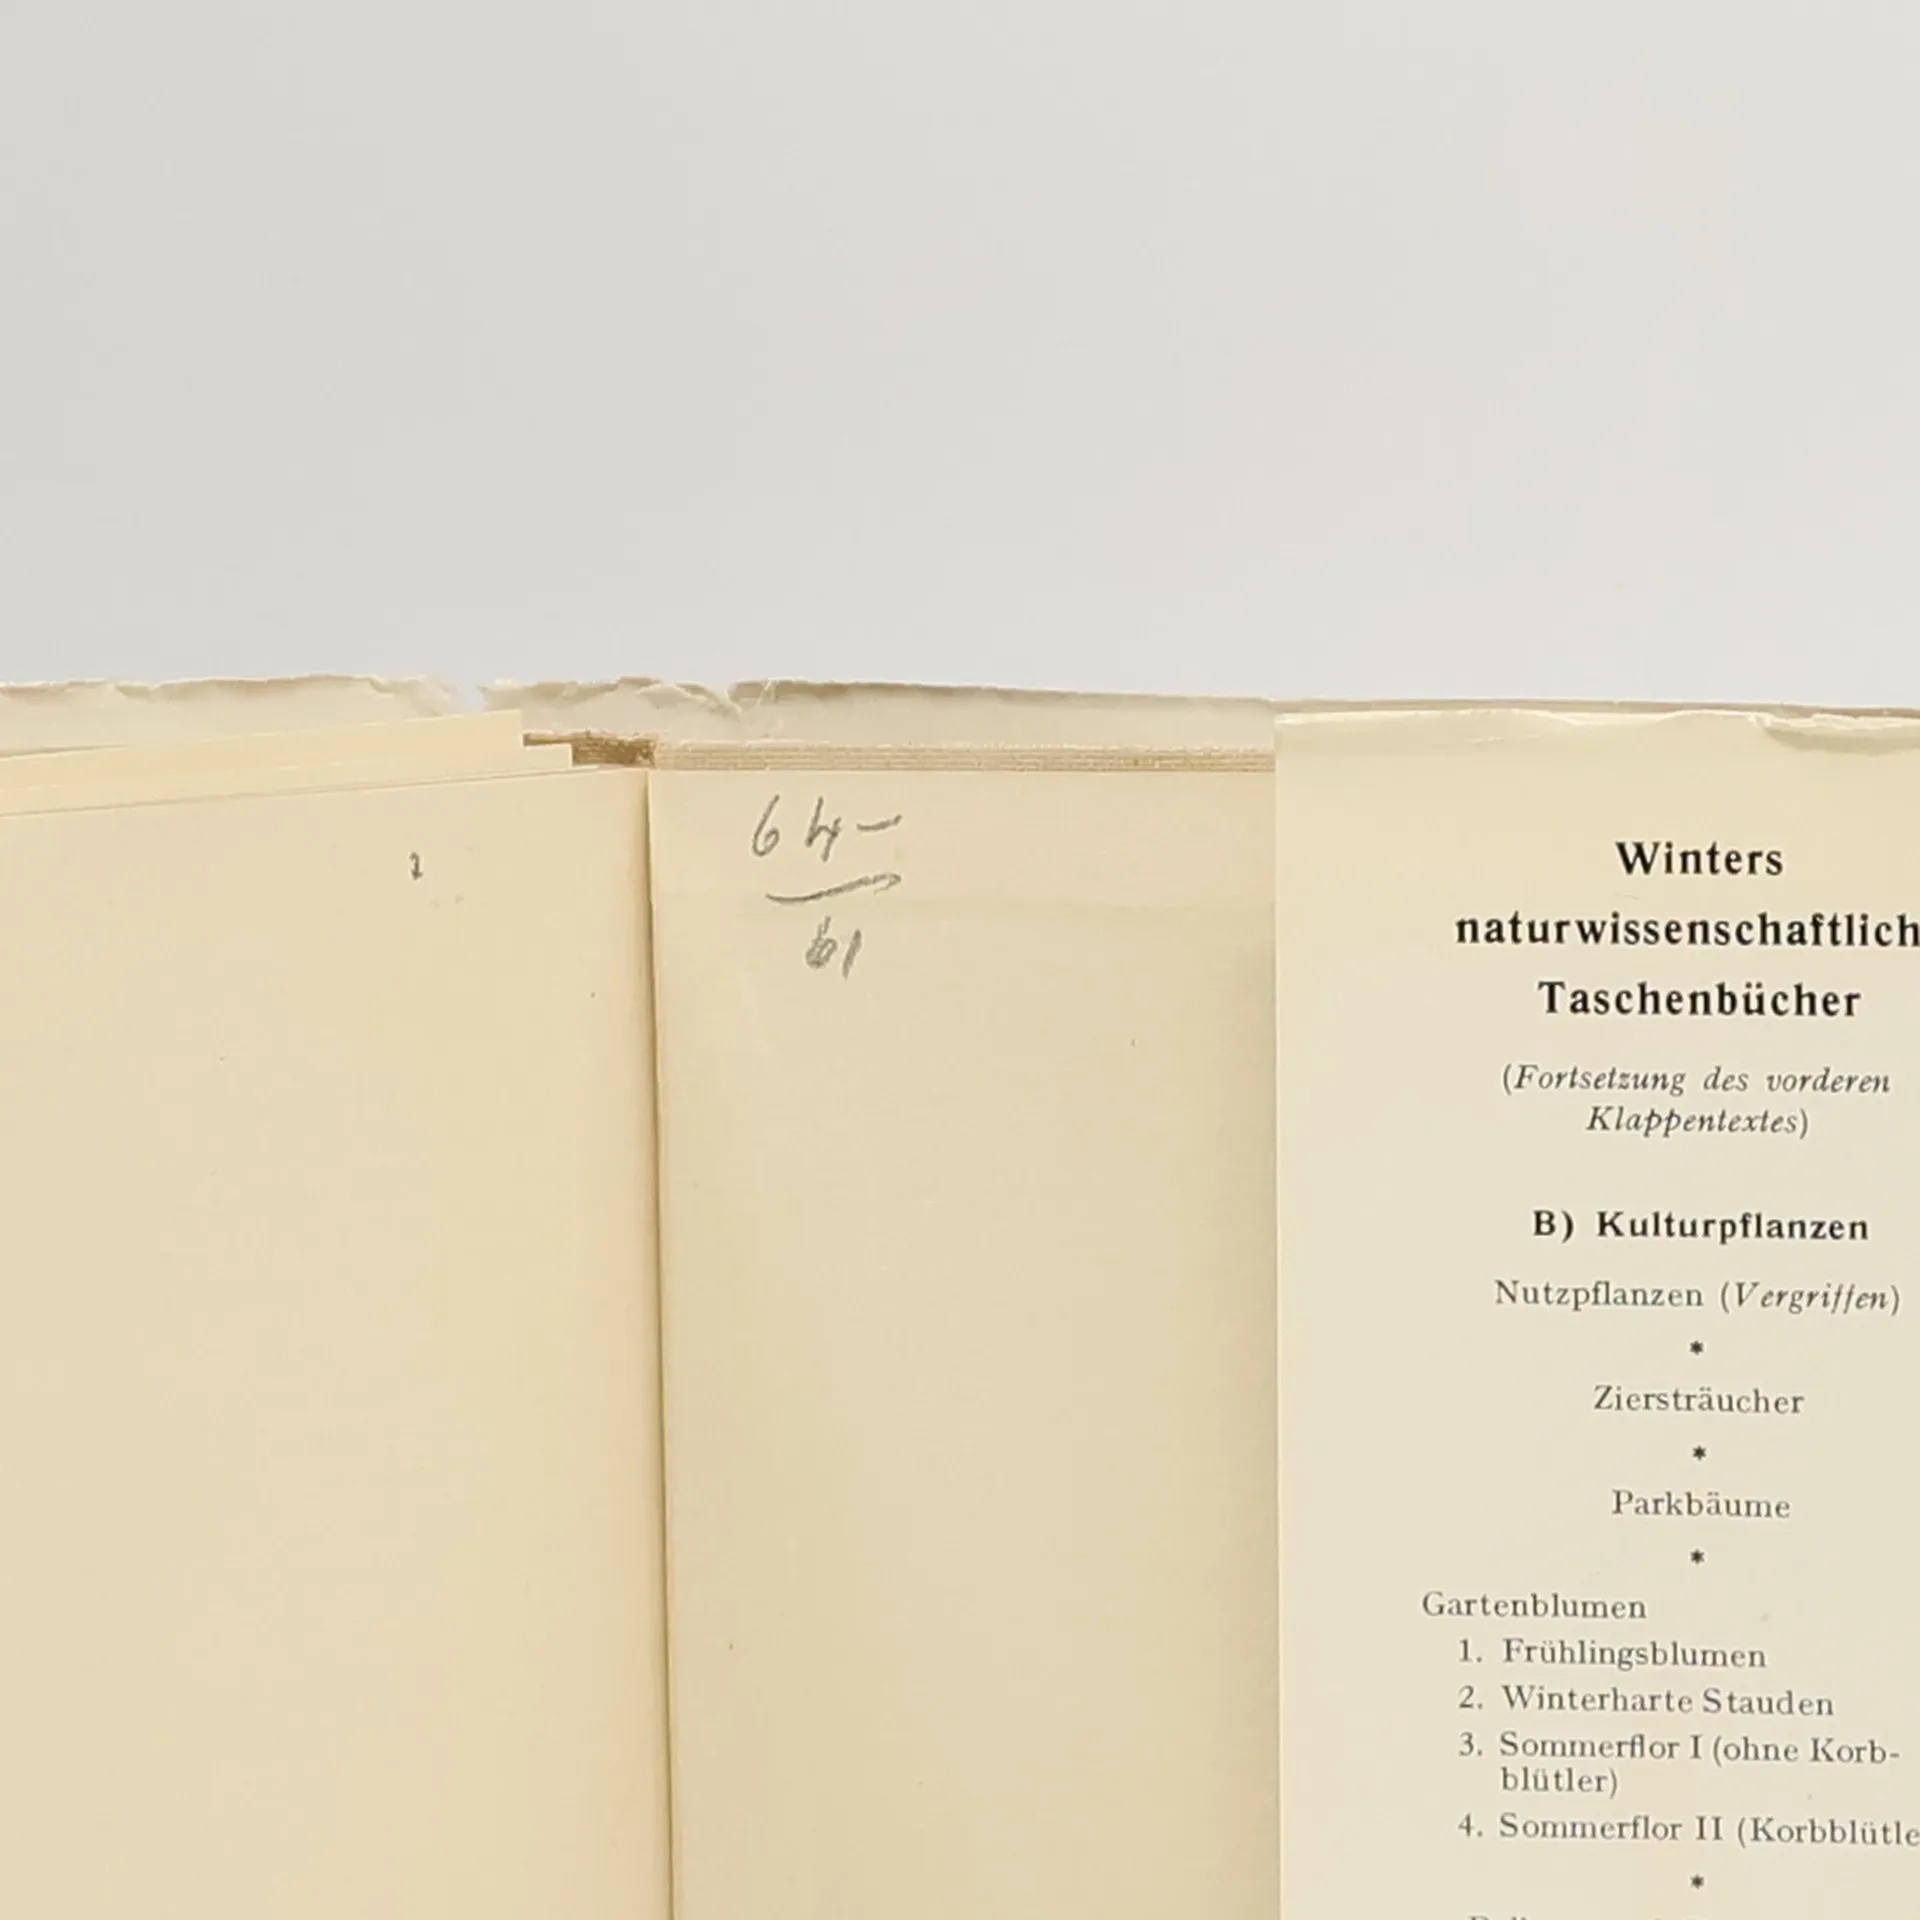 64-
61
Winters
naturwissenschaftlich
Taschenbücher
(Fortsetzung des vorderen
Klappentextes)
B) Kulturpflanzen
Nutzpflanzen (Vergriffen)
*
Ziersträucher
*
Parkbäume
*
Gartenblumen
1. Frühlingsblumen
2. Winterharte Stauden
3. Sommerflor I (ohne Korb-
blütler)
4. Sommerflor II (Korbblütle
*